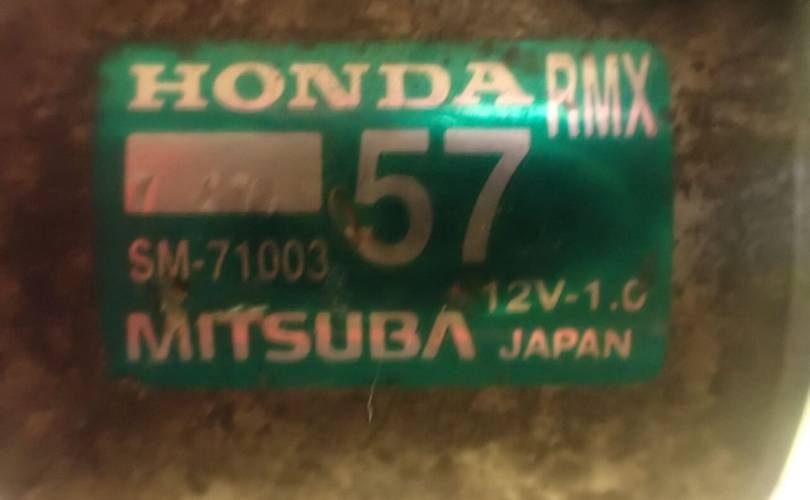 HONDA RMX
57
SM-71003
12V-1.0
MITSUBA JAPAN